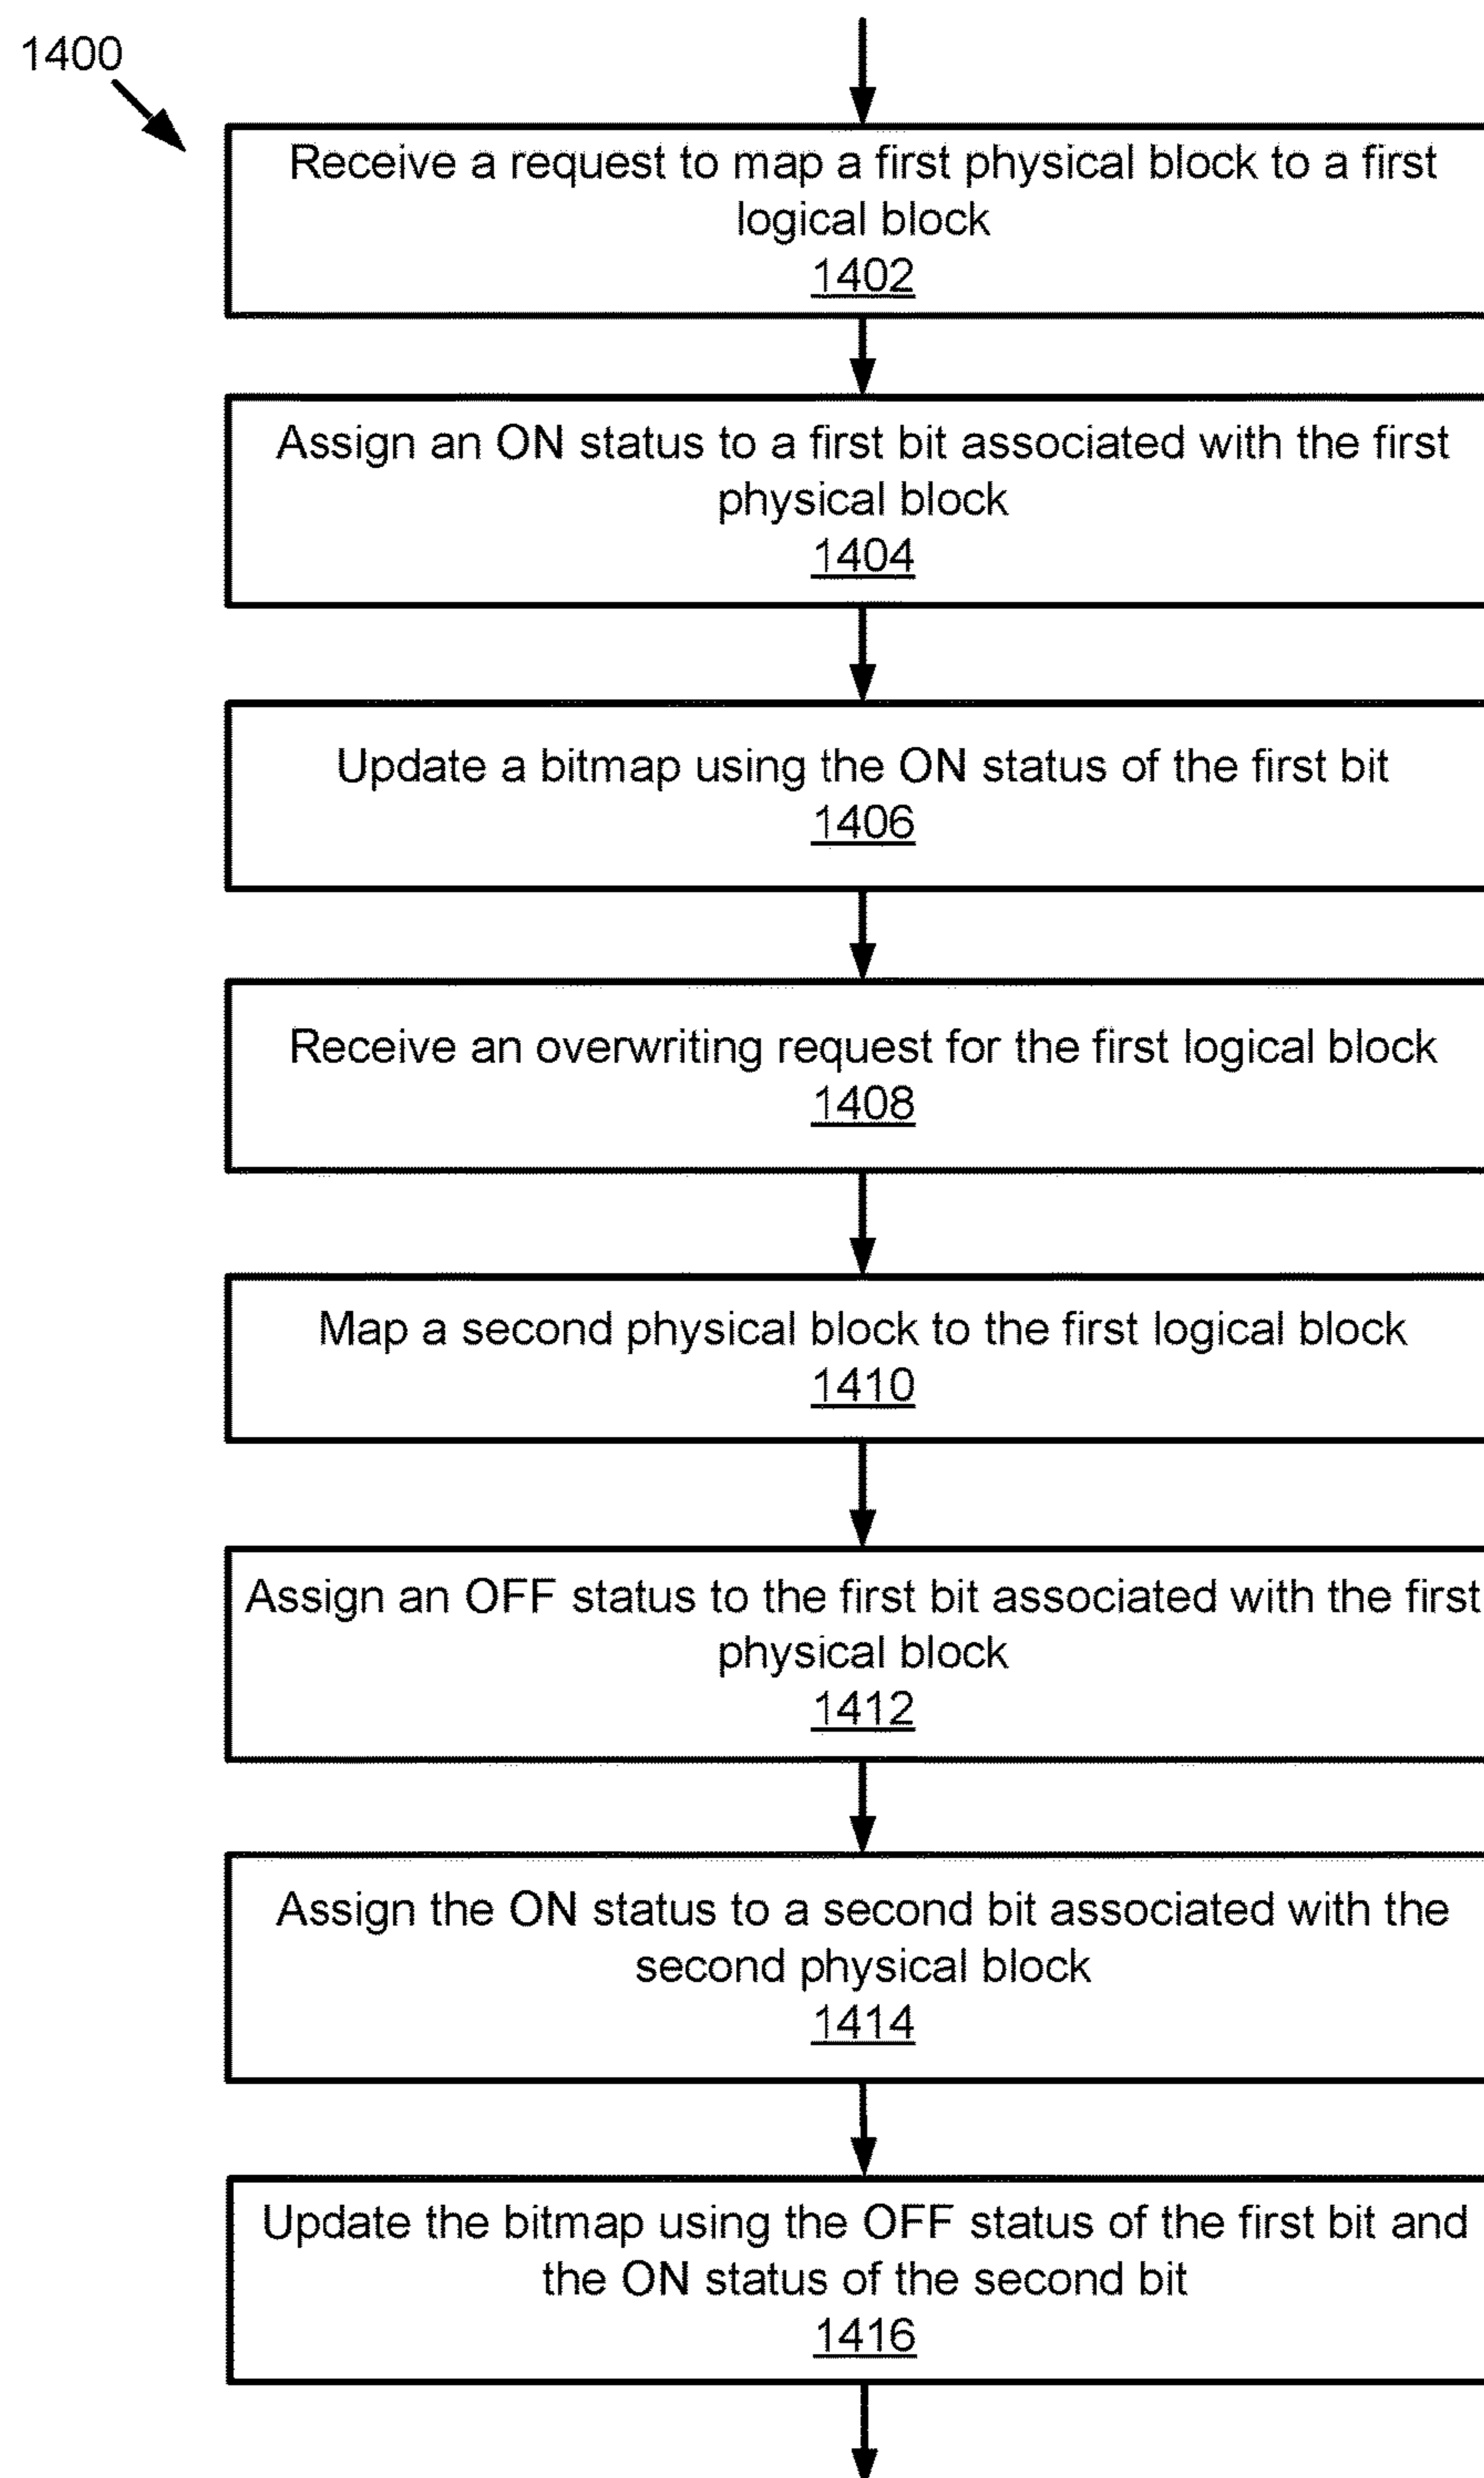 1400
Receive a request to map a first physical block to a first
logical block
1402
Assign an ON status to a first bit associated with the first
physical block
1404
Update a bitmap using the ON status of the first bit
1406
Receive an overwriting request for the first logical block
1408
Map a second physical block to the first logical block
1410
Assign an OFF status to the first bit associated with the first
physical block
1412
Assign the ON status to a second bit associated with the
second physical block
1414
Update the bitmap using the OFF status of the first bit and
the ON status of the second bit
1416